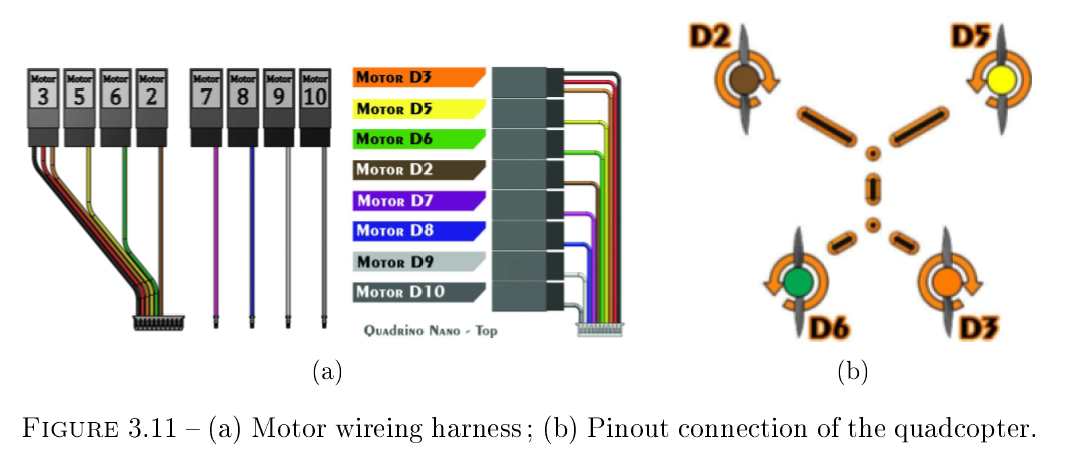 Motor 3
Motor 5
Motor 6
Motor 2
Motor 7
Motor 8
Motor 9
Motor 10
MOTOR D3
MOTOR D5
MOTOR D6
MOTOR D2
MOTOR D7
MOTOR D8
MOTOR D9
MOTOR D10
QUADRINO NANO - TOP
(a)
D2
D5
D6
D3
(b)
FIGURE 3.11 – (a) Motor wireing harness; (b) Pinout connection of the quadcopter.